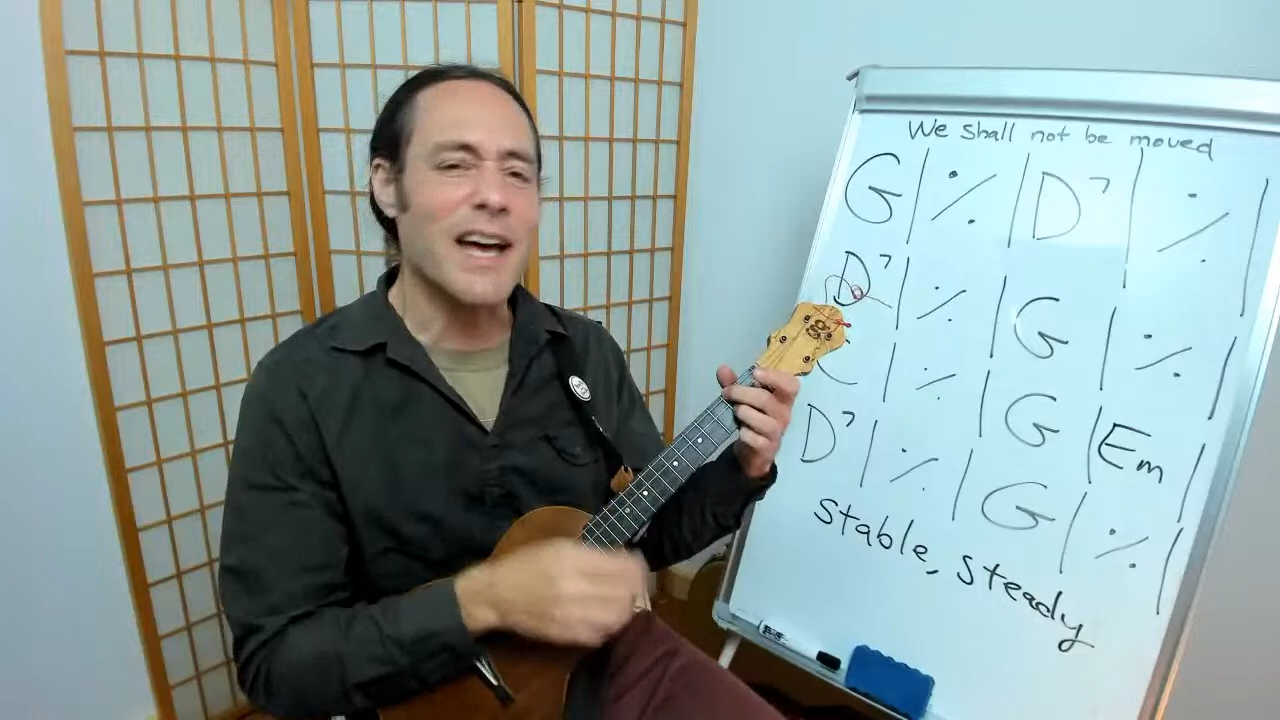 We shall not be moved
G | ٪ | D7 | ٪ |
D7 | ٪ | G | ٪ |
C | ٪ | G | Em |
D7 | ٪ | G | ٪ |
stable, steady